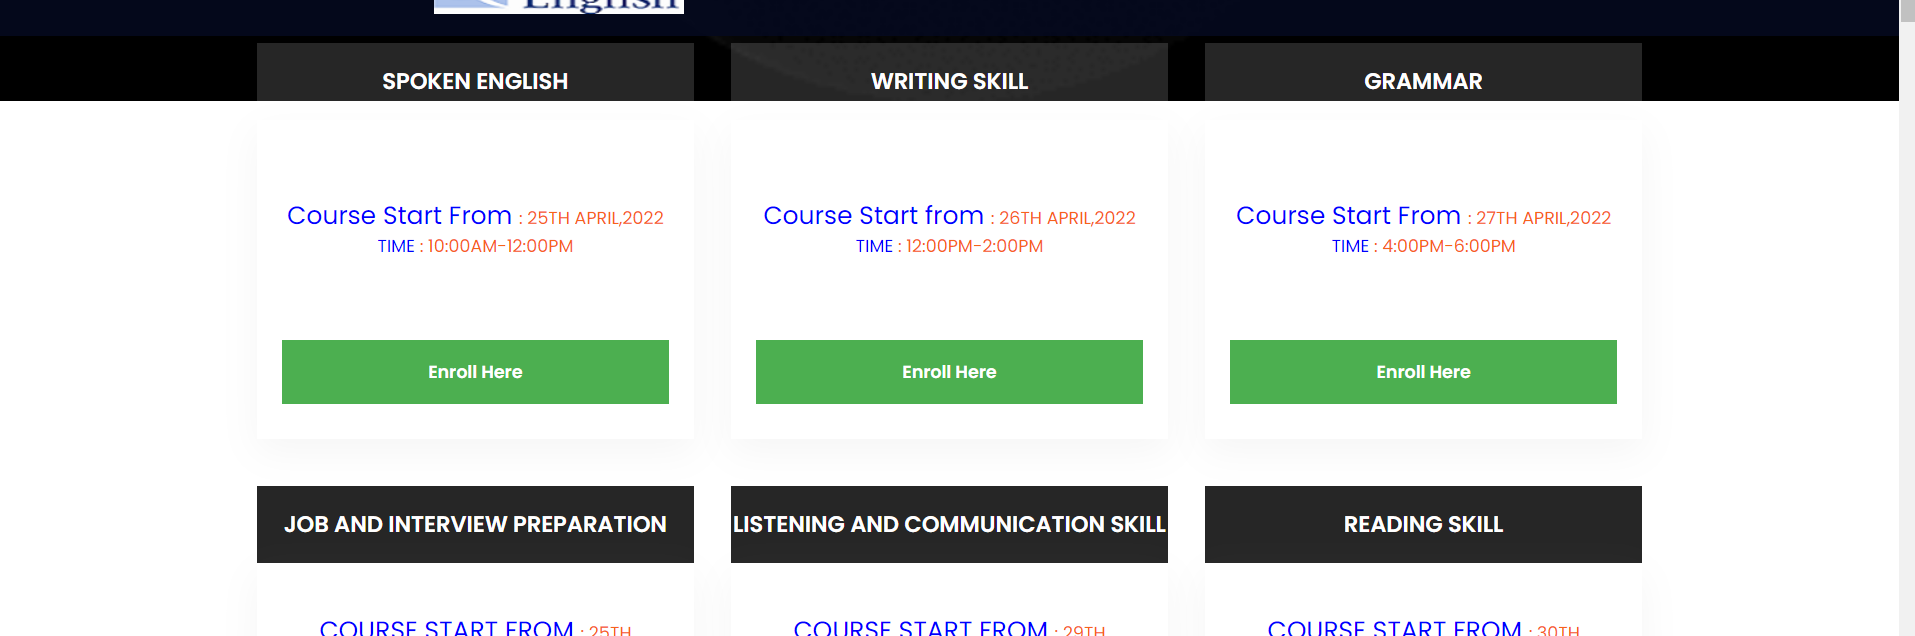 English
SPOKEN ENGLISH
WRITING SKILL
GRAMMAR
Course Start From : 25TH APRIL,2022
TIME : 10:00AM-12:00PM
Course Start from : 26TH APRIL,2022
TIME : 12:00PM-2:00PM
Course Start From : 27TH APRIL,2022
TIME : 4:00PM-6:00PM
Enroll Here
Enroll Here
Enroll Here
JOB AND INTERVIEW PREPARATION
LISTENING AND COMMUNICATION SKILL
READING SKILL
COURSE START FROM : 25TH
COURSE START FROM : 29TH
COURSE START FROM : 30TH